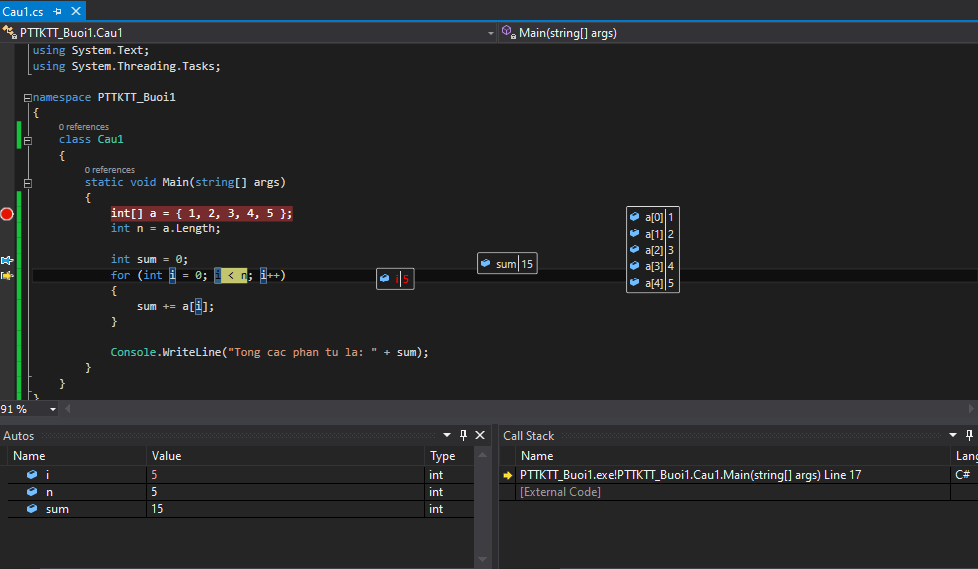 Cau1.cs
PTTKTT_Buoi1.Cau1
Main(string[] args)
using System.Text;
using System.Threading.Tasks;
namespace PTTKTT_Buoi1
{
0 references
class Cau1
{
0 references
static void Main(string[] args)
{
int[] a = { 1, 2, 3, 4, 5 };
int n = a.Length;
int sum = 0;
for (int i = 0; i < n; i++)
{
sum += a[i];
}
Console.WriteLine("Tong cac phan tu la: " + sum);
}
}
}
i 5
sum 15
a[0] 1
a[1] 2
a[2] 3
a[3] 4
a[4] 5
91 %
Autos
Name Value Type
i 5 int
n 5 int
sum 15 int
Call Stack
Name Lang
PTTKTT_Buoi1.exe!PTTKTT_Buoi1.Cau1.Main(string[] args) Line 17 C#
[External Code]